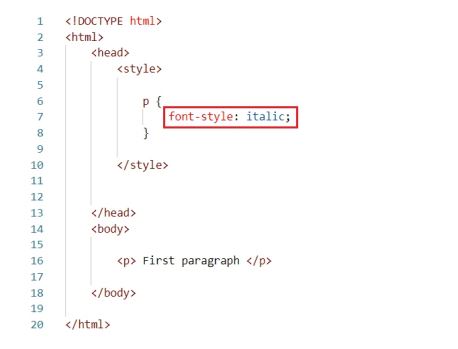 1 <!DOCTYPE html>
2 <html>
3 <head>
4 <style>
5
6 p {
7 font-style: italic;
8 }
9
10 </style>
11
12
13 </head>
14 <body>
15
16 <p> First paragraph </p>
17
18 </body>
19
20 </html>